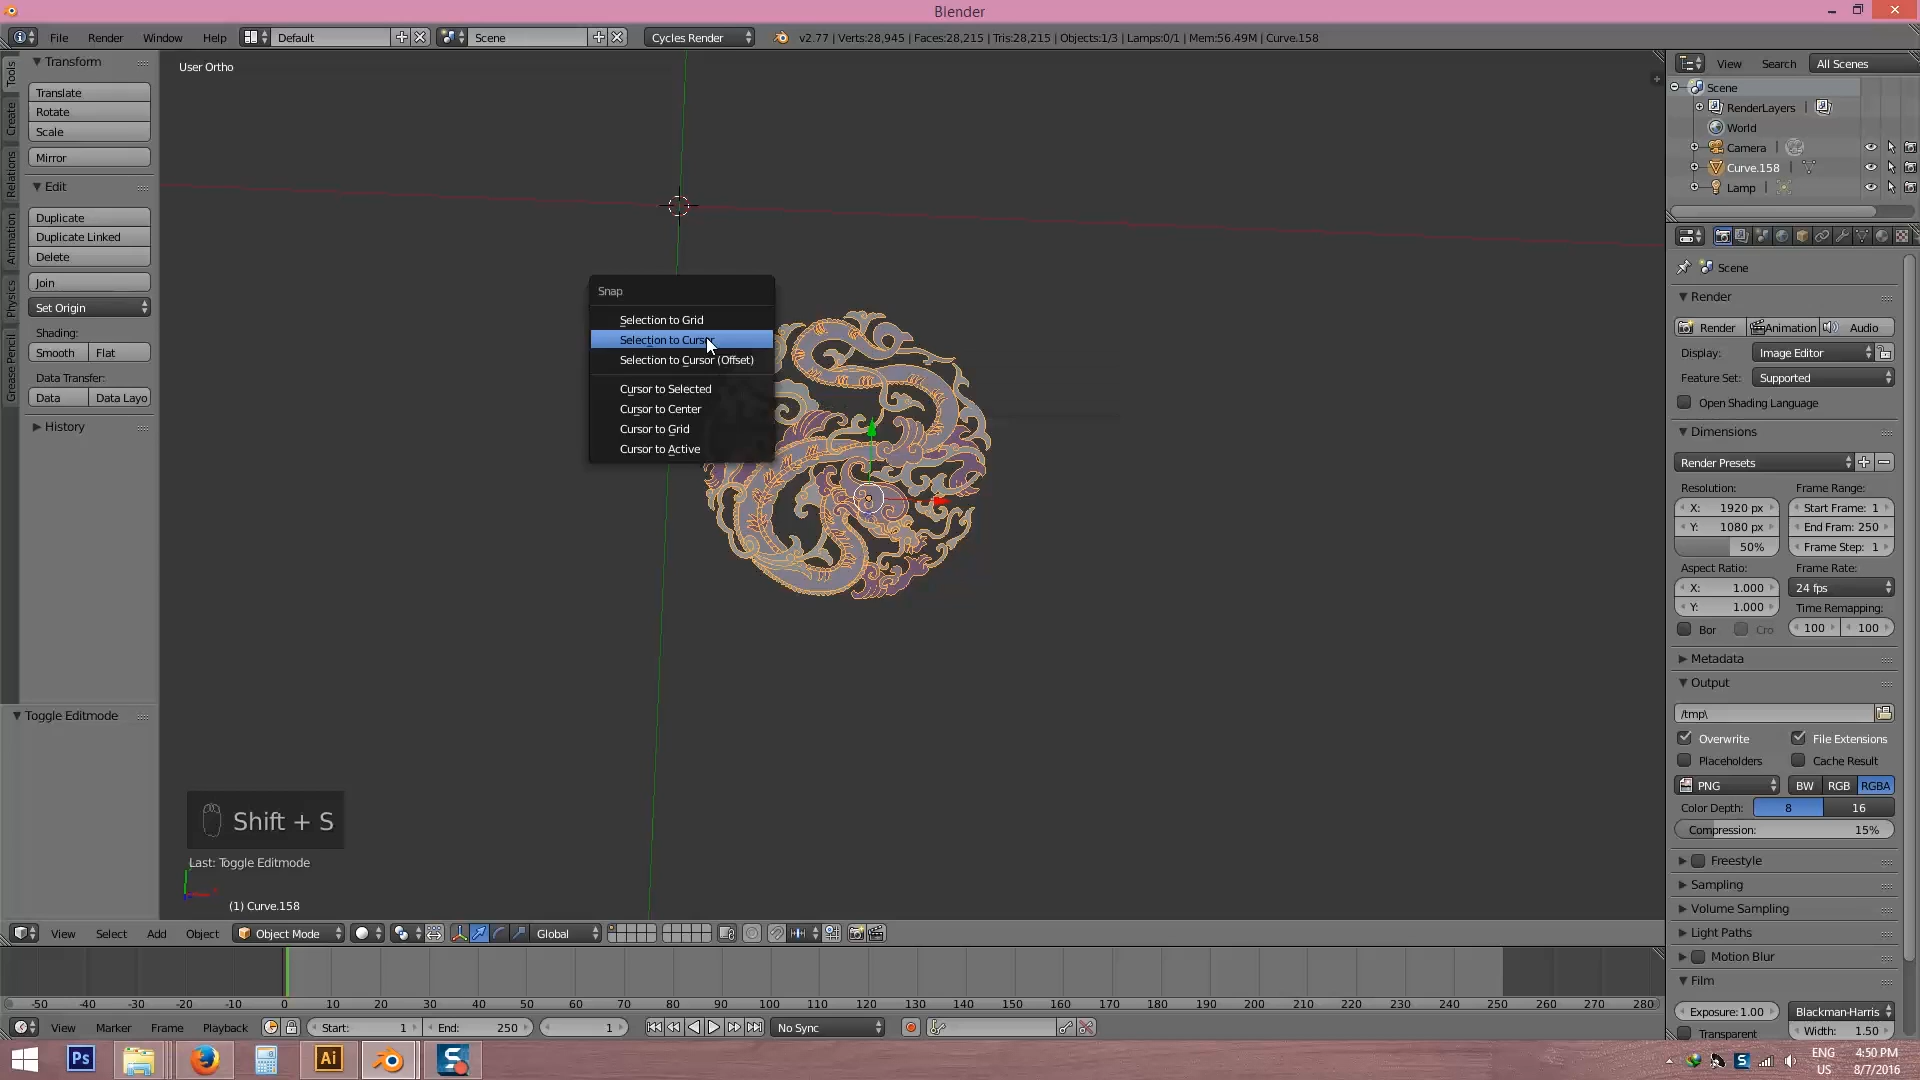 Blender
File Render Window Help Default Scene Cycles Render v2.77 | Verts:28,945 | Faces:28,215 | Tris:28,215 | Objects:1/3 | Lamps:0/1 | Mem:56.49M | Curve.158
Tools
Create
Relations
Animation
Physics
Grease Pencil
Transform
Translate
Rotate
Scale
Mirror
Edit
Duplicate
Duplicate Linked
Delete
Join
Set Origin
Shading:
Smooth Flat
Data Transfer:
Data Data Layo
History
Toggle Editmode
User Ortho
Snap
Selection to Grid
Selection to Cursor
Selection to Cursor (Offset)
Cursor to Selected
Cursor to Center
Cursor to Grid
Cursor to Active
Shift + S
Last: Toggle Editmode
(1) Curve.158
View Select Add Object Object Mode Global
View Search All Scenes
Scene
RenderLayers
World
Camera
Curve.158
Lamp
Scene
Render
Render Animation Audio
Display: Image Editor
Feature Set: Supported
Open Shading Language
Dimensions
Render Presets
Resolution: Frame Range:
X: 1920 px Start Frame: 1
Y: 1080 px End Fram: 250
50% Frame Step: 1
Aspect Ratio: Frame Rate:
X: 1.000 24 fps
Y: 1.000 Time Remapping:
Bor Cro 100 100
Metadata
Output
/tmp\
Overwrite File Extensions
Placeholders Cache Result
PNG BW RGB RGBA
Color Depth: 8 16
Compression: 15%
Freestyle
Sampling
Volume Sampling
Light Paths
Motion Blur
Film
Exposure: 1.00 Blackman-Harris
Transparent Width: 1.50
-50 -40 -30 -20 -10 0 10 20 30 40 50 60 70 80 90 100 110 120 130 140 150 160 170 180 190 200 210 220 230 240 250 260 270 280
View Marker Frame Playback Start: 1 End: 250 1 No Sync
Ps Ai S S ENG 4:50 PM
US 8/7/2016